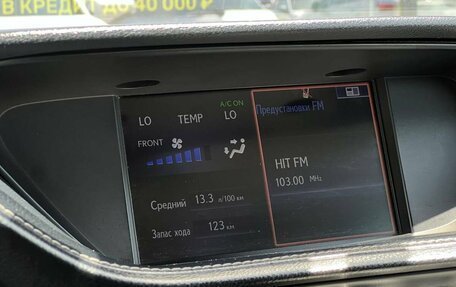 В КРЕДИТ ДО 40 000 ₽
A/C ON
LO TEMP LO
FRONT
Средний 13.3 л/100 км
Запас хода 123 км
Предустановки FM
HIT FM
103.00 MHz